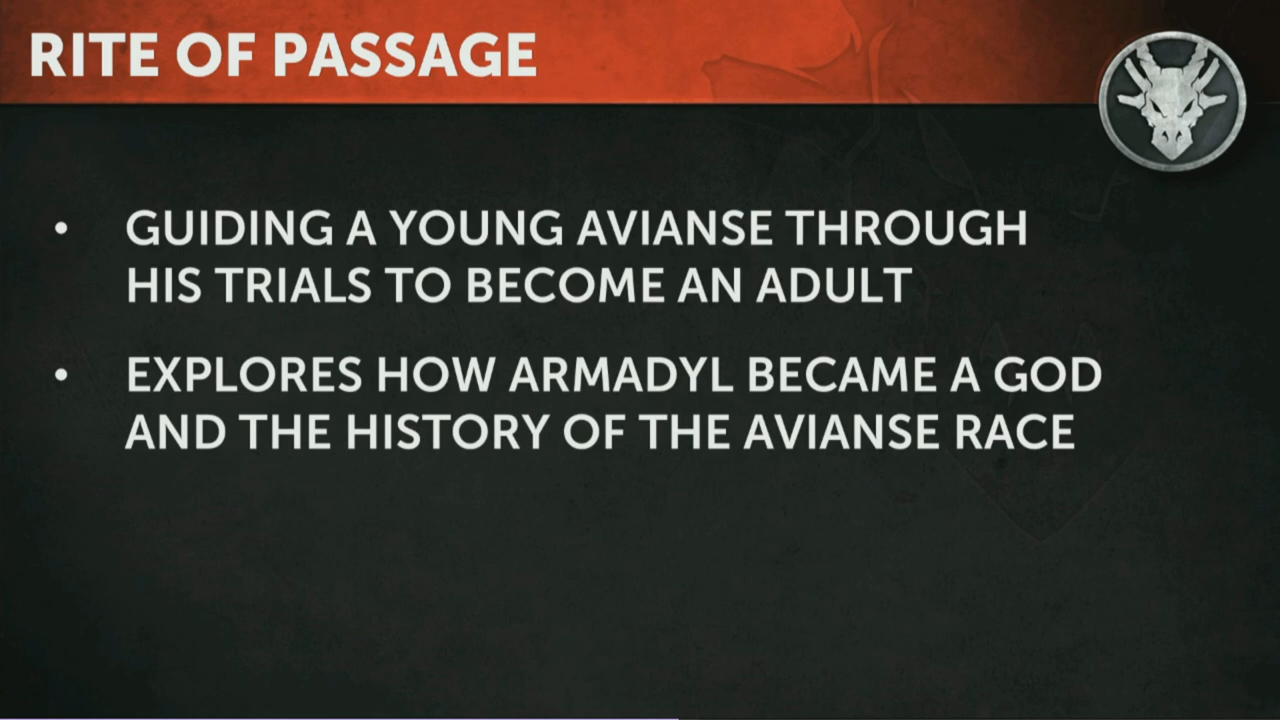 RITE OF PASSAGE
• GUIDING A YOUNG AVIANSE THROUGH
HIS TRIALS TO BECOME AN ADULT
• EXPLORES HOW ARMADYL BECAME A GOD
AND THE HISTORY OF THE AVIANSE RACE